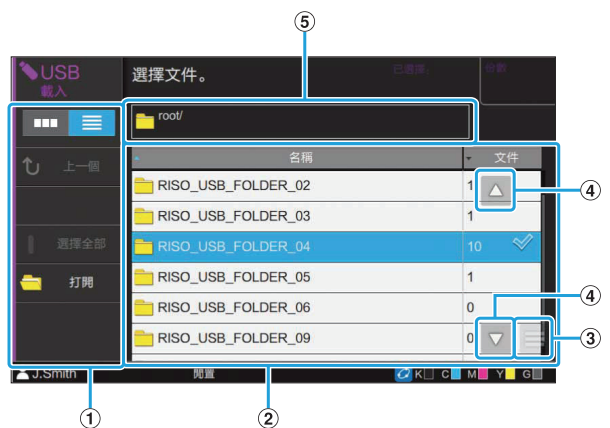 ⑤
USB
載入
選擇文件。
已選擇:
份數
root/
名稱 文件
上一個
RISO_USB_FOLDER_02 1
④
RISO_USB_FOLDER_03 1
選擇全部
RISO_USB_FOLDER_04 10
打開
RISO_USB_FOLDER_05 1
④
RISO_USB_FOLDER_06 0
RISO_USB_FOLDER_09 0
③
J.Smith 閒置 K C M Y G
① ②